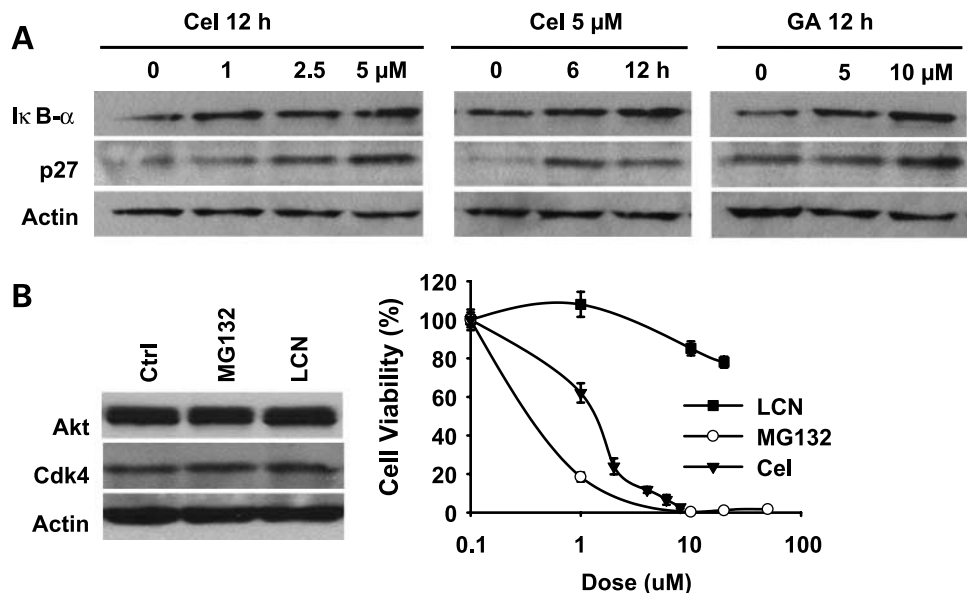 A
Cel 12 h
Cel 5 µM
GA 12 h
0 1 2.5 5 µM
0 6 12 h
0 5 10 µM
Iκ B-α
p27
Actin
B
Ctrl
MG132
LCN
Akt
Cdk4
Actin
Cell Viability (%)
120
100
80
60
40
20
0
LCN
MG132
Cel
0.1 1 10 100
Dose (uM)